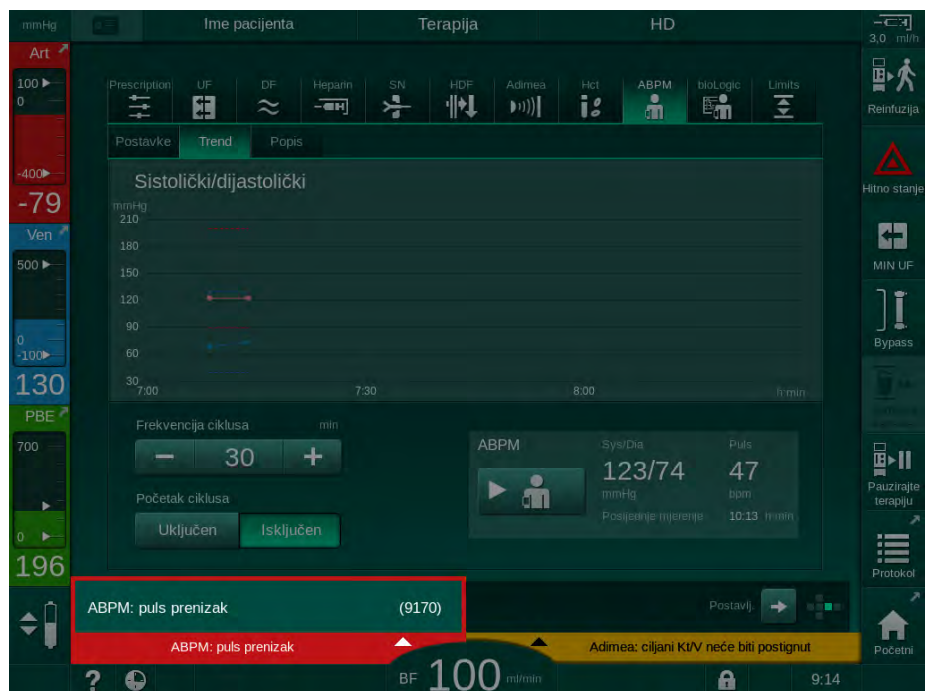 mmHg
Ime pacijenta
Terapija
HD
3,0 ml/h
Art
100
0
-400
-79
Ven
500
0
-100
130
PBE
700
0
196
Prescription
UF
DF
Heparin
SN
HDF
Adimea
Hct
ABPM
bioLogic
Limits
Postavke
Trend
Popis
Sistolički/dijastolički
mmHg
210
180
150
120
90
60
30
7:00
7:30
8:00
h:min
Frekvencija ciklusa
min
30
Početak ciklusa
Uključen
Isključen
ABPM
Sys/Dia
Puls
123/74
47
mmHg
bpm
Posljednje mjerenje
10:13 h:min
Reinfuzija
Hitno stanje
MIN UF
Bypass
Pauzirajte
terapiju
Protokol
Početni
ABPM: puls prenizak
(9170)
Postavlj.
ABPM: puls prenizak
Adimea: ciljani Kt/V neće biti postignut
?
BF 100 ml/min
9:14